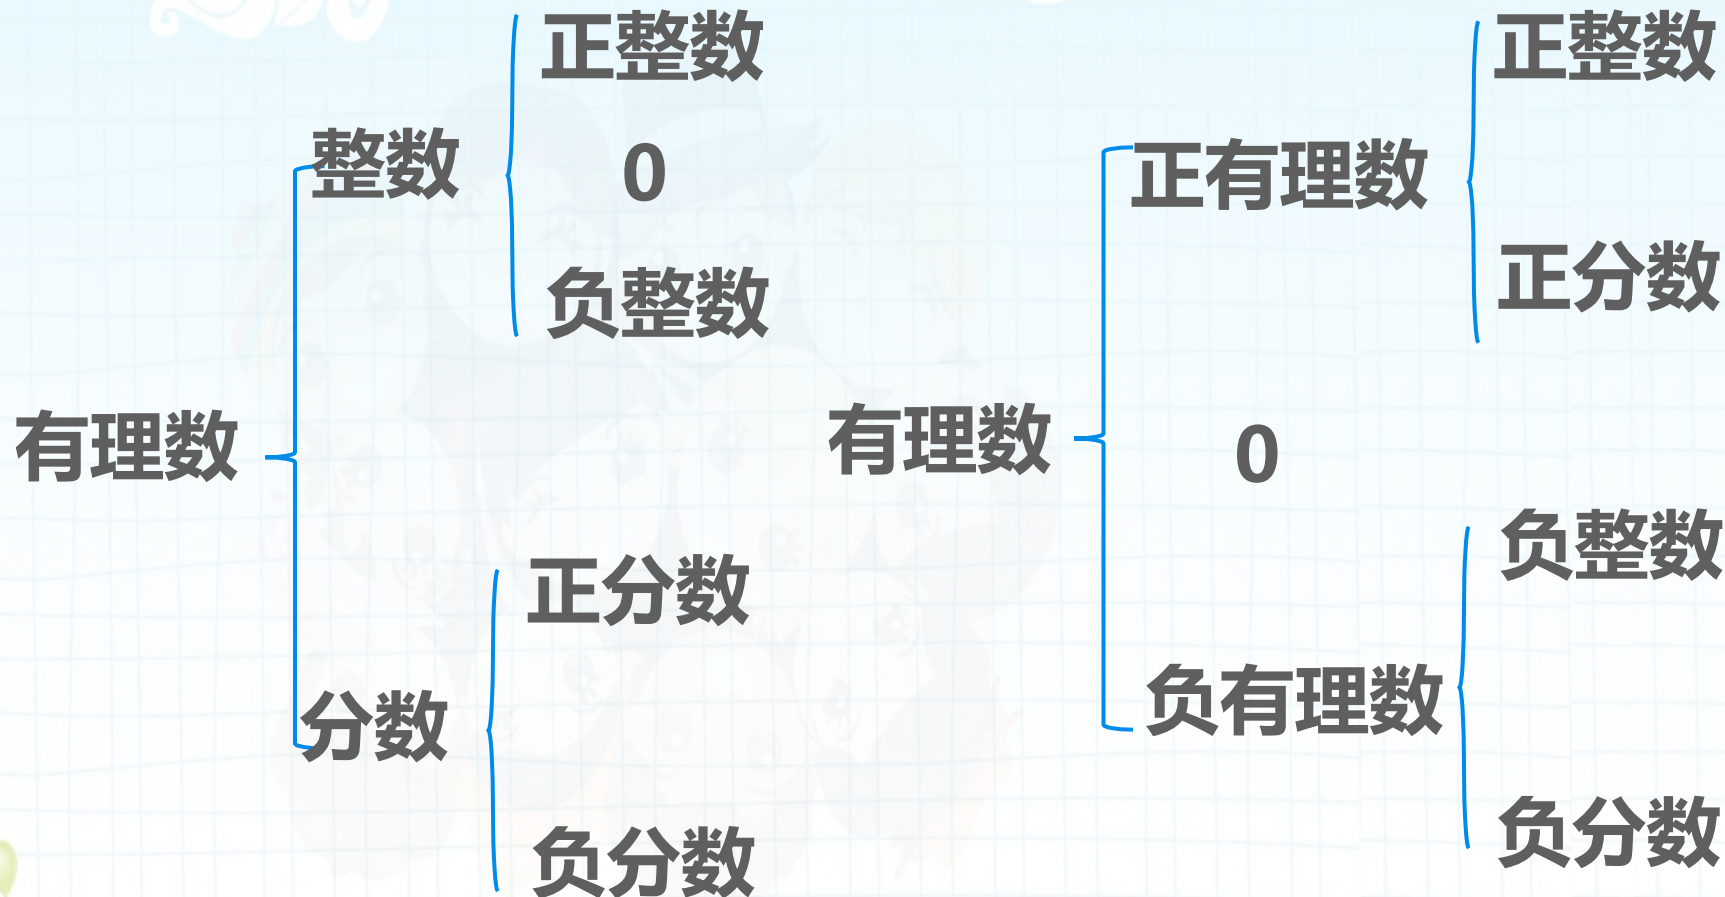 有理数
整数
正整数
0
负整数
分数
正分数
负分数
有理数
正有理数
正整数
正分数
0
负有理数
负整数
负分数